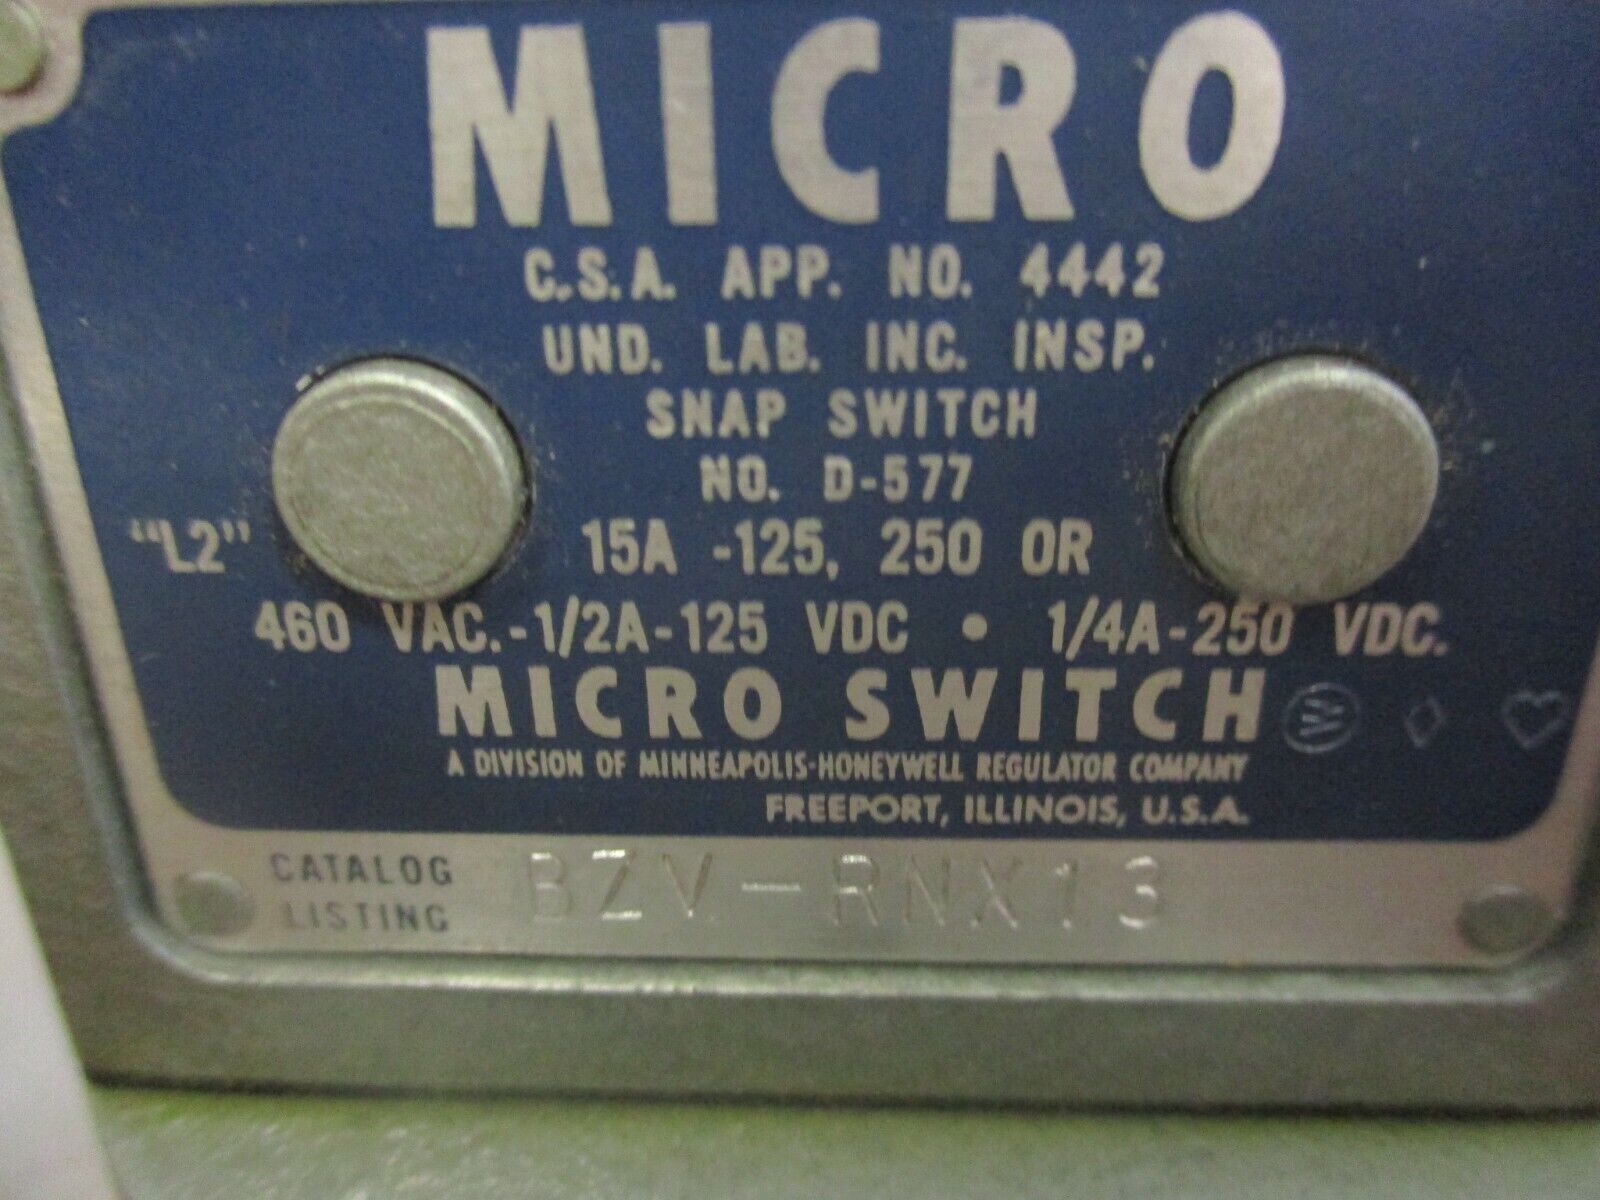 MICRO
C.S.A. APP. NO. 4442
UND. LAB. INC. INSP.
SNAP SWITCH
NO. D-577
"L2" 15A -125, 250 OR
460 VAC.-1/2A-125 VDC • 1/4A-250 VDC.
MICRO SWITCH
A DIVISION OF MINNEAPOLIS-HONEYWELL REGULATOR COMPANY
FREEPORT, ILLINOIS, U.S.A.
CATALOG LISTING BZV-RNX13